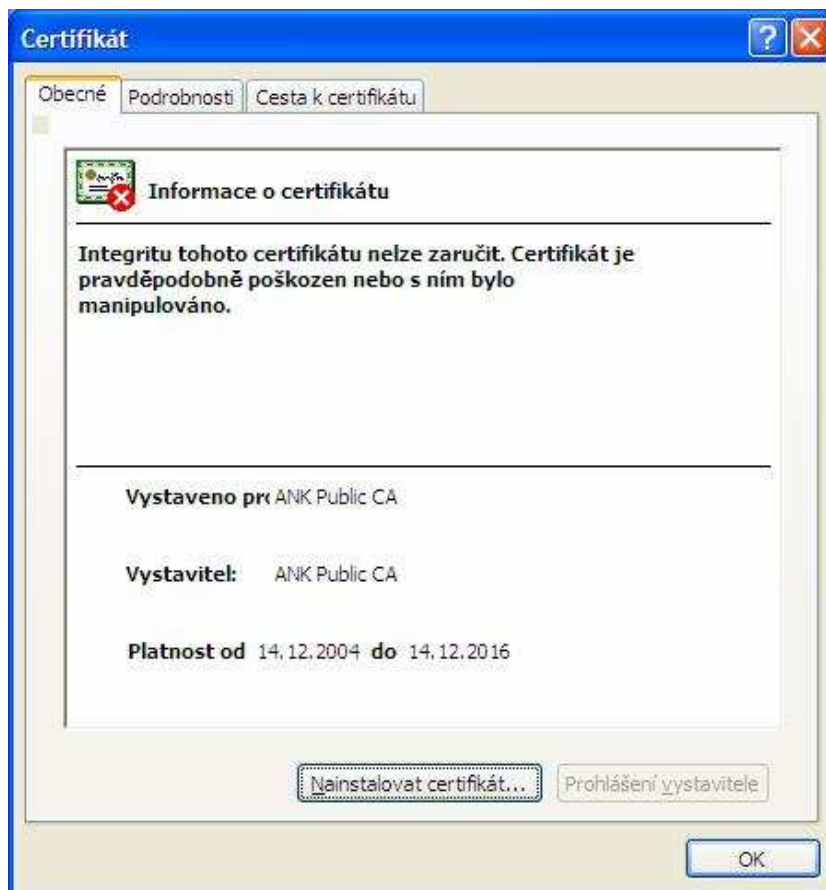 Certifikát
Obecné Podrobnosti Cesta k certifikátu
Informace o certifikátu
Integritu tohoto certifikátu nelze zaručit. Certifikát je
pravděpodobně poškozen nebo s ním bylo
manipulováno.
Vystaveno pro ANK Public CA
Vystavitel: ANK Public CA
Platnost od 14.12.2004 do 14.12.2016
Nainstalovat certifikát... Prohlášení vystavitele
OK